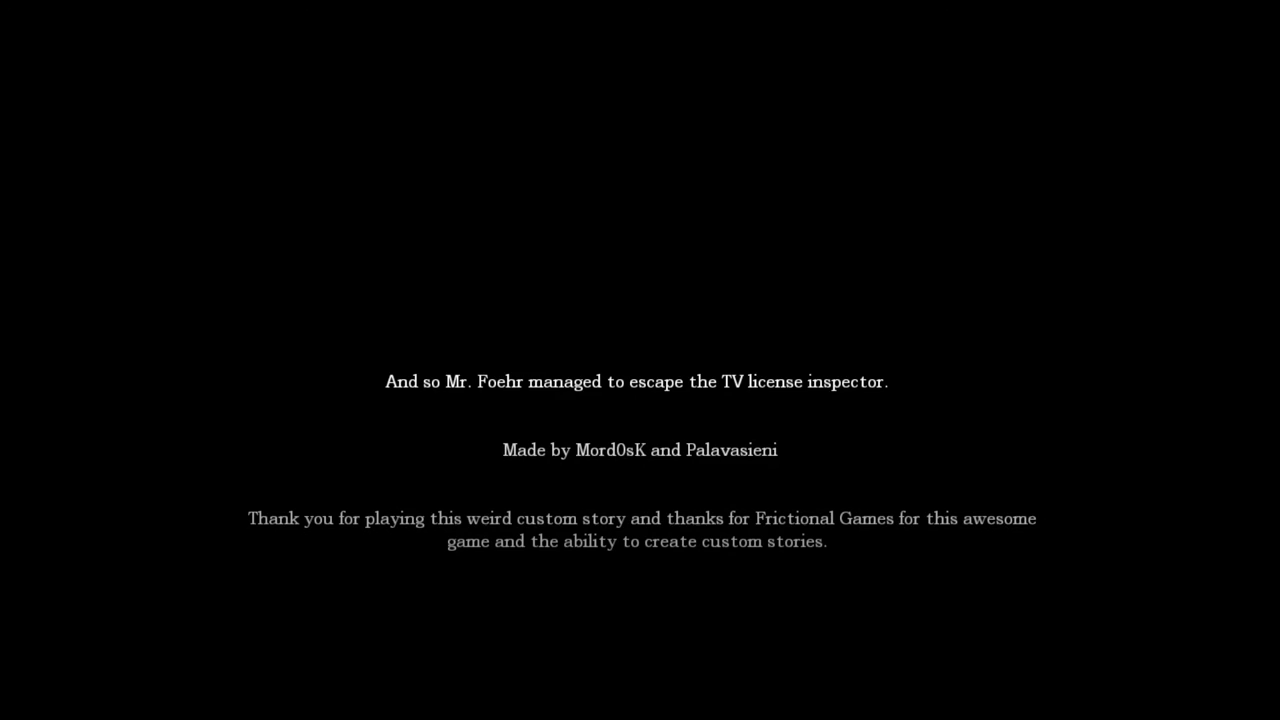 And so Mr. Foehr managed to escape the TV license inspector.
Made by Mord0sK and Palavasieni
Thank you for playing this weird custom story and thanks for Frictional Games for this awesome
game and the ability to create custom stories.